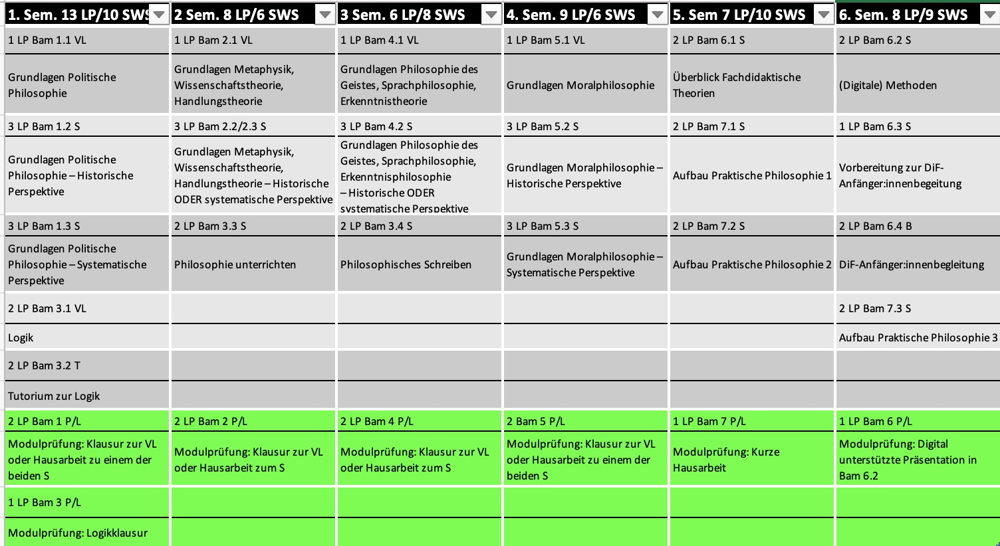 1. Sem. 13 LP/10 SWS
2 Sem. 8 LP/6 SWS
3 Sem. 6 LP/8 SWS
4. Sem. 9 LP/6 SWS
5. Sem 7 LP/10 SWS
6. Sem. 8 LP/9 SWS
1 LP Bam 1.1 VL
1 LP Bam 2.1 VL
1 LP Bam 4.1 VL
1 LP Bam 5.1 VL
2 LP Bam 6.1 S
2 LP Bam 6.2 S
Grundlagen Politische
Philosophie
Grundlagen Metaphysik,
Wissenschaftstheorie,
Handlungstheorie
Grundlagen Philosophie des
Geistes, Sprachphilosophie,
Erkenntnistheorie
Grundlagen Moralphilosophie
Überblick Fachdidaktische
Theorien
(Digitale) Methoden
3 LP Bam 1.2 S
3 LP Bam 2.2/2.3 S
3 LP Bam 4.2 S
3 LP Bam 5.2 S
2 LP Bam 7.1 S
1 LP Bam 6.3 S
Grundlagen Politische
Philosophie – Historische
Perspektive
Grundlagen Metaphysik,
Wissenschaftstheorie,
Handlungstheorie – Historische
ODER systematische Perspektive
Grundlagen Philosophie des
Geistes, Sprachphilosophie,
Erkenntnisphilosophie
– Historische ODER
systematische Perspektive
Grundlagen Moralphilosophie –
Historische Perspektive
Aufbau Praktische Philosophie 1
Vorbereitung zur DiF-
Anfänger:innenbegeitung
3 LP Bam 1.3 S
2 LP Bam 3.3 S
2 LP Bam 3.4 S
3 LP Bam 5.3 S
2 LP Bam 7.2 S
2 LP Bam 6.4 B
Grundlagen Politische
Philosophie – Systematische
Perspektive
Philosophie unterrichten
Philosophisches Schreiben
Grundlagen Moralphilosophie –
Systematische Perspektive
Aufbau Praktische Philosophie 2
DiF-Anfänger:innenbegleitung
2 LP Bam 3.1 VL
2 LP Bam 7.3 S
Logik
Aufbau Praktische Philosophie 3
2 LP Bam 3.2 T
Tutorium zur Logik
2 LP Bam 1 P/L
2 LP Bam 2 P/L
2 LP Bam 4 P/L
2 Bam 5 P/L
1 LP Bam 7 P/L
1 LP Bam 6 P/L
Modulprüfung: Klausur zur VL
oder Hausarbeit zu einem der
beiden S
Modulprüfung: Klausur zur VL
oder Hausarbeit zum S
Modulprüfung: Klausur zur VL
oder Hausarbeit zum S
Modulprüfung: Klausur zur VL
oder Hausarbeit zu einem der
beiden S
Modulprüfung: Kurze
Hausarbeit
Modulprüfung: Digital
unterstützte Präsentation in
Bam 6.2
1 LP Bam 3 P/L
Modulprüfung: Logikklausur